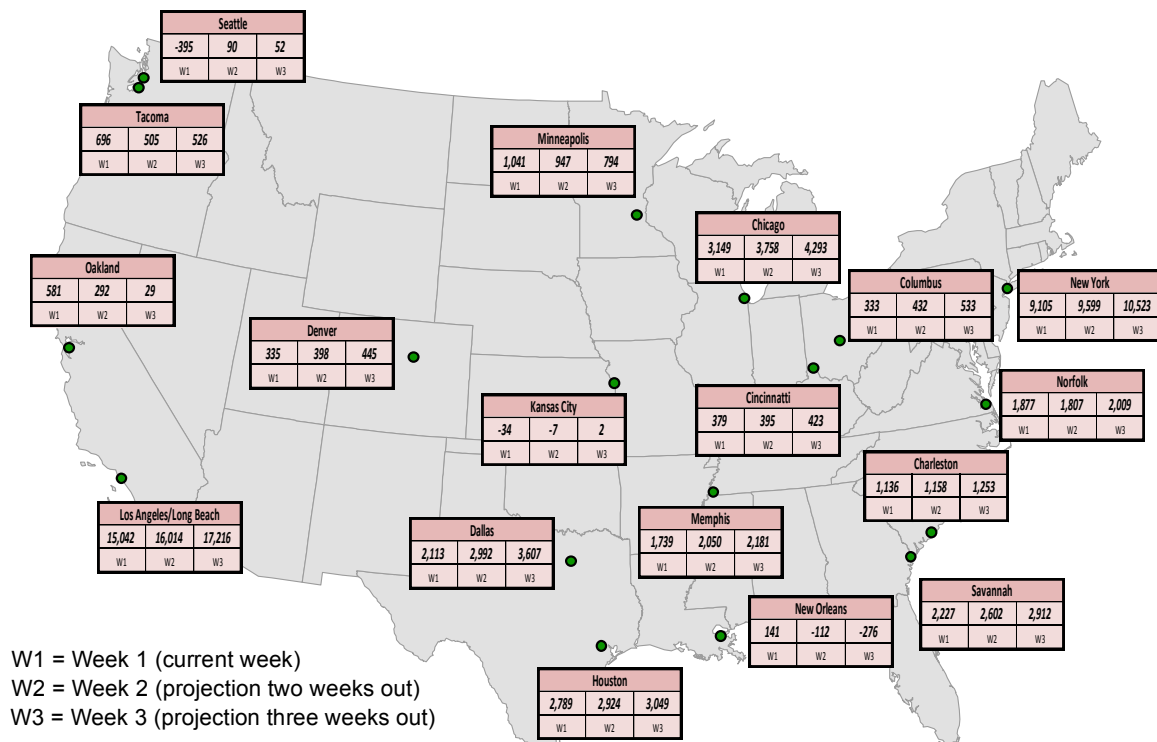 Seattle
-395 90 52
W1 W2 W3
Tacoma
696 505 526
W1 W2 W3
Minneapolis
1,041 947 794
W1 W2 W3
Chicago
3,149 3,758 4,293
W1 W2 W3
Oakland
581 292 29
W1 W2 W3
Columbus
333 432 533
W1 W2 W3
New York
9,105 9,599 10,523
W1 W2 W3
Denver
335 398 445
W1 W2 W3
Kansas City
-34 -7 2
W1 W2 W3
Cincinnatti
379 395 423
W1 W2 W3
Norfolk
1,877 1,807 2,009
W1 W2 W3
Charleston
1,136 1,158 1,253
W1 W2 W3
Los Angeles/Long Beach
15,042 16,014 17,216
W1 W2 W3
Dallas
2,113 2,992 3,607
W1 W2 W3
Memphis
1,739 2,050 2,181
W1 W2 W3
Savannah
2,227 2,602 2,912
W1 W2 W3
New Orleans
141 -112 -276
W1 W2 W3
Houston
2,789 2,924 3,049
W1 W2 W3
W1 = Week 1 (current week)
W2 = Week 2 (projection two weeks out)
W3 = Week 3 (projection three weeks out)